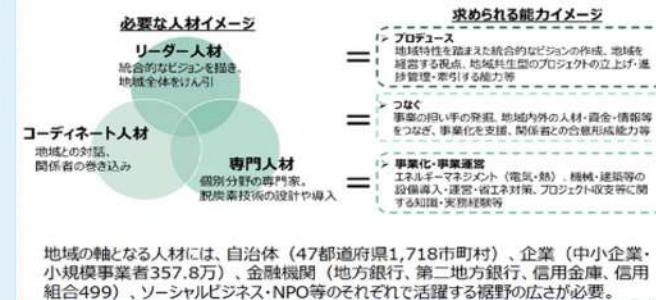 必要な人材イメージ
リーダー人材
統合的なビジョンを描き、
地域全体をけん引
コーディネート人材
地域との対話、
関係者の巻き込み
専門人材
個別分野の専門家。
脱炭素技術の設計や導入
求められる能力イメージ
＝
➢ プロデュース
地域特性を踏まえた統合的なビジョンの作成、地域を
経営する視点、地域共生型のプロジェクトの立上げ・進
捗管理・牽引する能力等
＝
➢ つなぐ
事業の担い手の発掘、地域内外の人材・資金・情報等
をつなぎ、事業化を支援、関係者との合意形成能力等
＝
➢ 事業化・事業運営
エネルギーマネジメント（電気・熱）、機械・建築等の
設備導入・運営・省エネ対策、プロジェクト収支等に関
する知識・実務経験等
地域の軸となる人材には、自治体（47都道府県1,718市町村）、企業（中小企業・
小規模事業者357.8万）、金融機関（地方銀行、第二地方銀行、信用金庫、信用
組合499）、ソーシャルビジネス・NPO等のそれぞれで活躍する裾野の広さが必要。